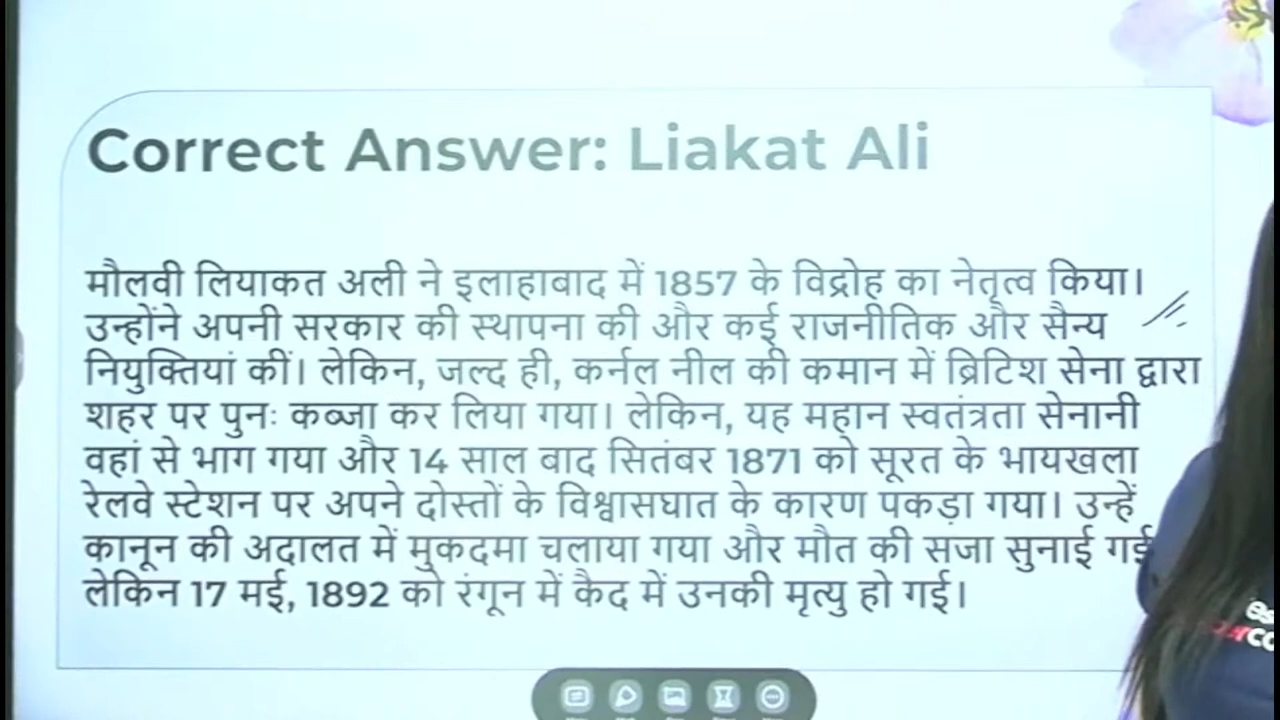 Correct Answer: Liakat Ali
मौलवी लियाकत अली ने इलाहाबाद में 1857 के विद्रोह का नेतृत्व किया।
उन्होंने अपनी सरकार की स्थापना की और कई राजनीतिक और सैन्य
नियुक्तियां कीं। लेकिन, जल्द ही, कर्नल नील की कमान में ब्रिटिश सेना द्वारा
शहर पर पुनः कब्जा कर लिया गया। लेकिन, यह महान स्वतंत्रता सेनानी
वहां से भाग गया और 14 साल बाद सितंबर 1871 को सूरत के भायखला
रेलवे स्टेशन पर अपने दोस्तों के विश्वासघात के कारण पकड़ा गया। उन्हें
कानून की अदालत में मुकदमा चलाया गया और मौत की सजा सुनाई गई
लेकिन 17 मई, 1892 को रंगून में कैद में उनकी मृत्यु हो गई।